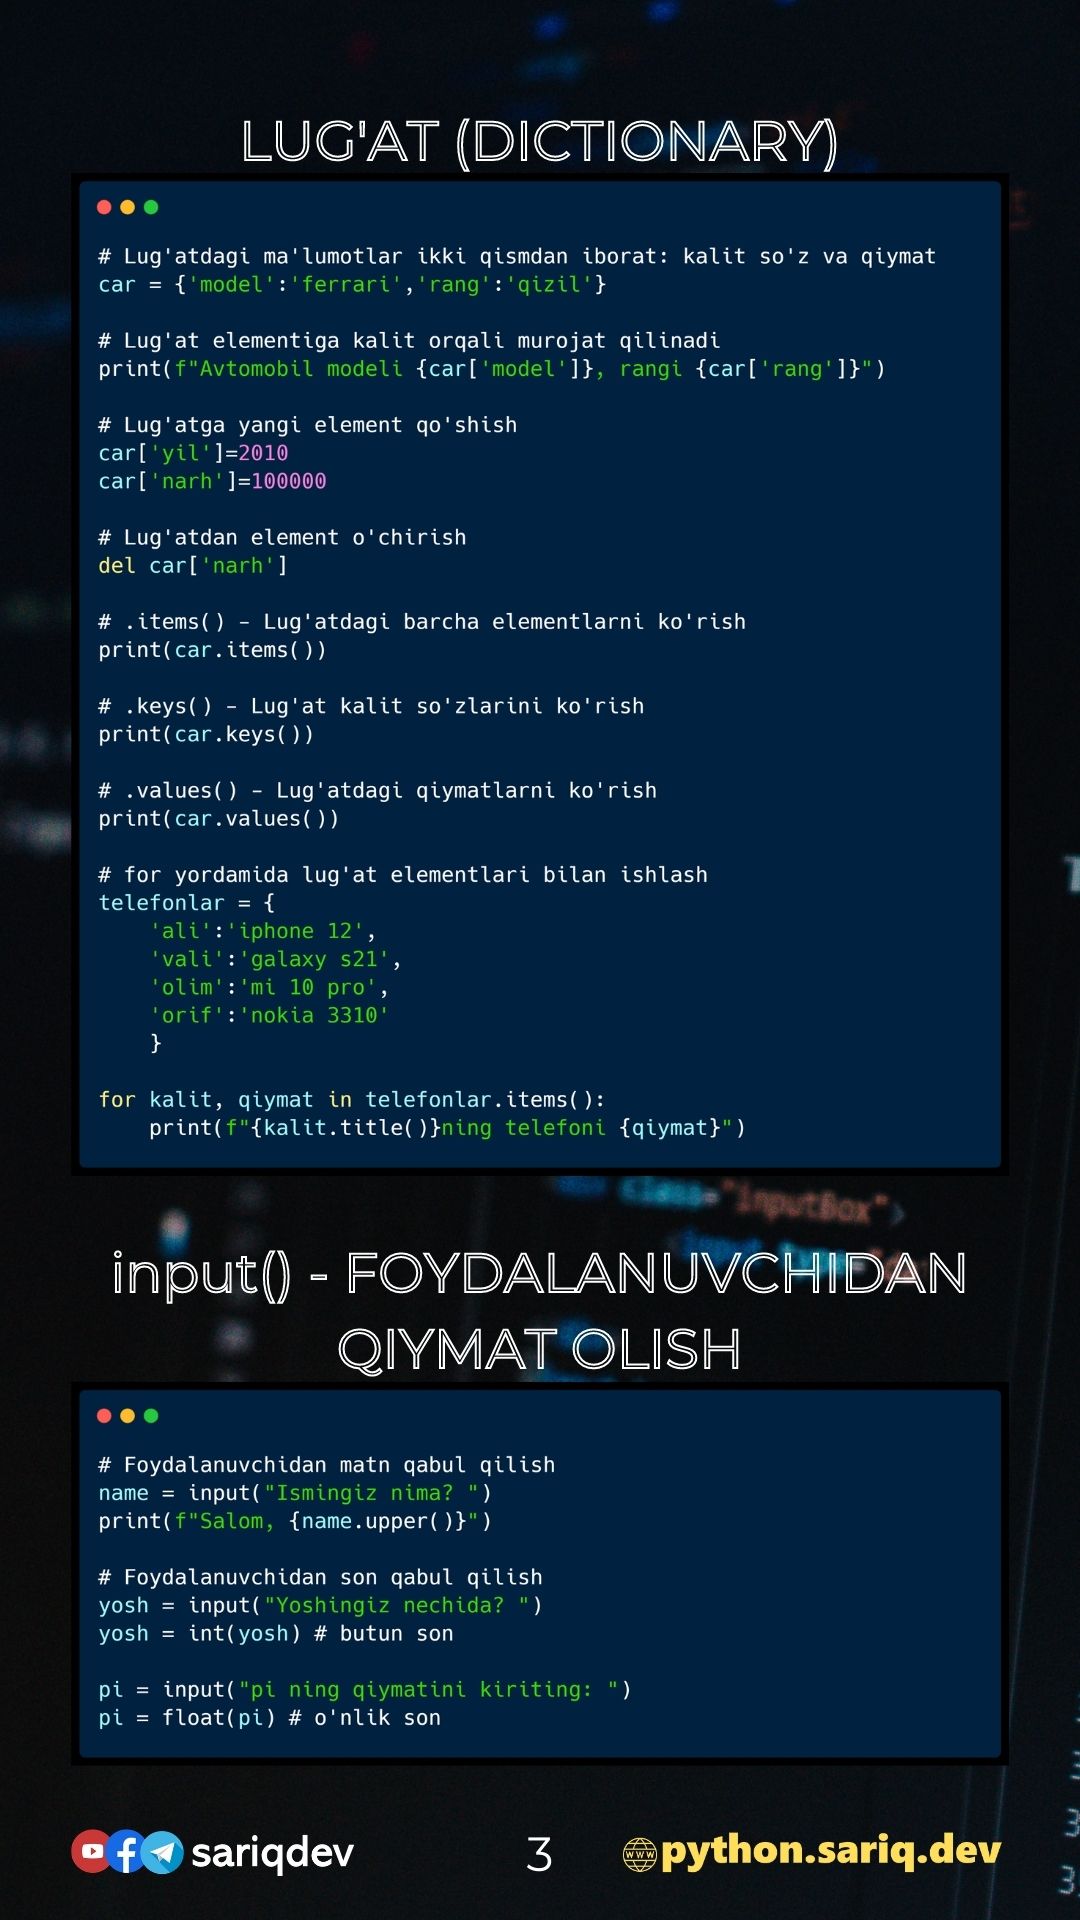 LUG'AT (DICTIONARY)
# Lug'atdagi ma'lumotlar ikki qismdan iborat: kalit so'z va qiymat
car = {'model':'ferrari','rang':'qizil'}
# Lug'at elementiga kalit orqali murojat qilinadi
print(f"Avtomobil modeli {car['model']}, rangi {car['rang']}")
# Lug'atga yangi element qo'shish
car['yil']=2010
car['narh']=100000
# Lug'atdan element o'chirish
del car['narh']
# .items() - Lug'atdagi barcha elementlarni ko'rish
print(car.items())
# .keys() - Lug'at kalit so'zlarini ko'rish
print(car.keys())
# .values() - Lug'atdagi qiymatlarni ko'rish
print(car.values())
# for yordamida lug'at elementlari bilan ishlash
telefonlar = {
    'ali':'iphone 12',
    'vali':'galaxy s21',
    'olim':'mi 10 pro',
    'orif':'nokia 3310'
    }
for kalit, qiymat in telefonlar.items():
    print(f"{kalit.title()}ning telefoni {qiymat}")
class="inputBox">
input() - FOYDALANUVCHIDAN
QIYMAT OLISH
# Foydalanuvchidan matn qabul qilish
name = input("Ismingiz nima? ")
print(f"Salom, {name.upper()}")
# Foydalanuvchidan son qabul qilish
yosh = input("Yoshingiz nechida? ")
yosh = int(yosh) # butun son
pi = input("pi ning qiymatini kiriting: ")
pi = float(pi) # o'nlik son
sariqdev
3
www
python.sariq.dev